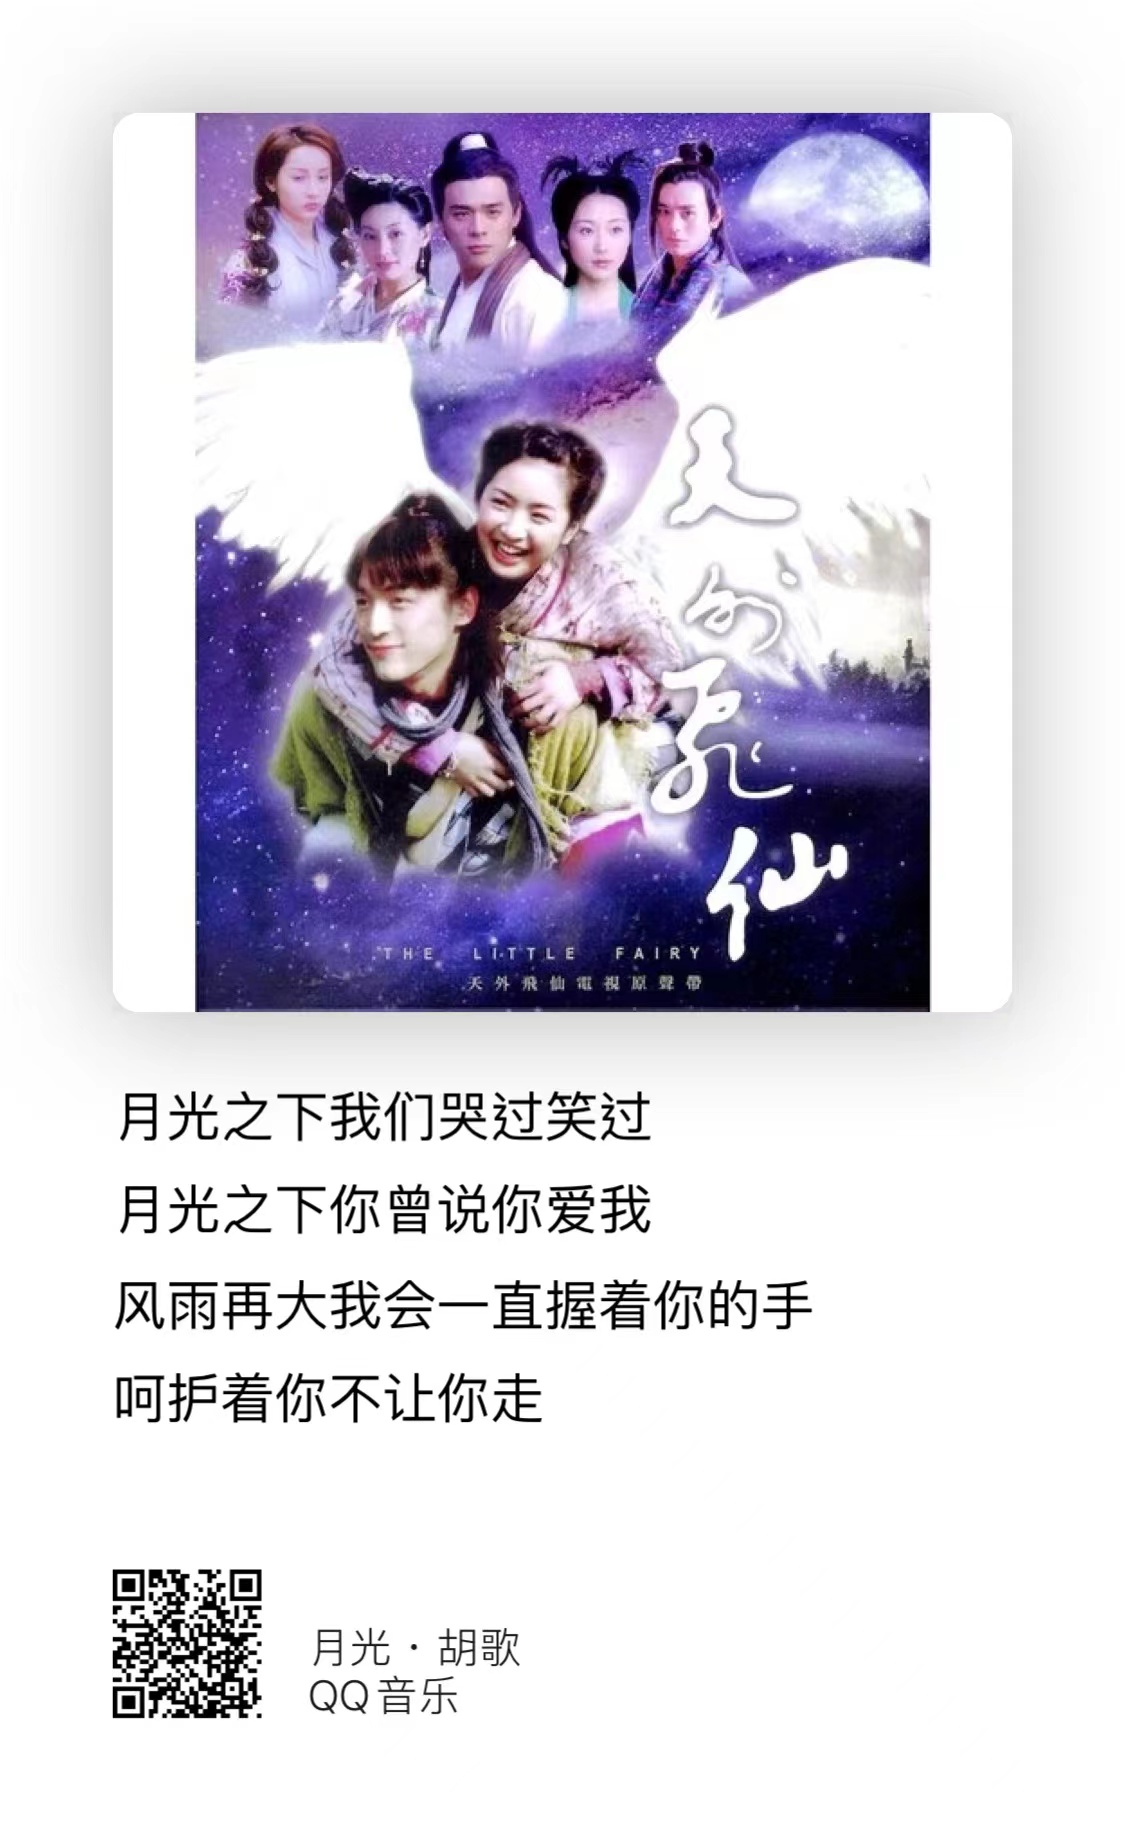 天外飛仙
THE LITTLE FAIRY
天外飛仙電視原聲帶
月光之下我们哭过笑过
月光之下你曾说你爱我
风雨再大我会一直握着你的手
呵护着你不让你走
月光·胡歌
QQ音乐